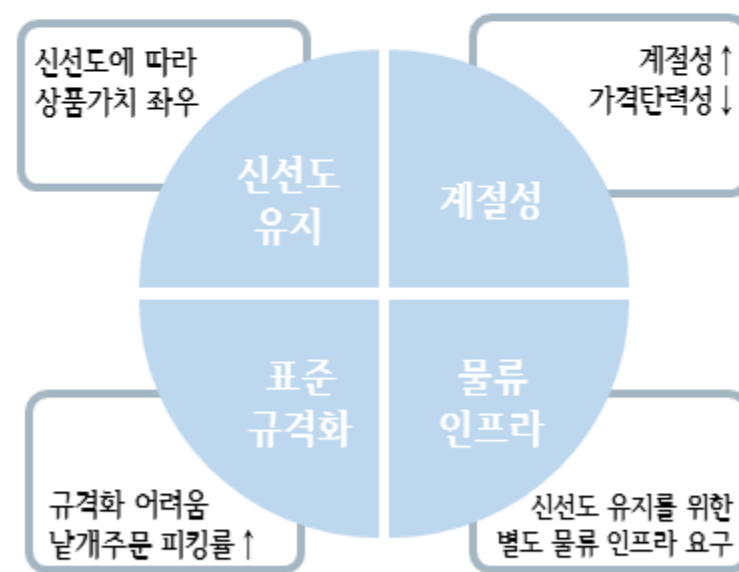 신선도에 따라
상품가치 좌우
계절성↑
가격탄력성↓
신선도
유지
계절성
표준
규격화
물류
인프라
규격화 어려움
낱개주문 피킹률↑
신선도 유지를 위한
별도 물류 인프라 요구